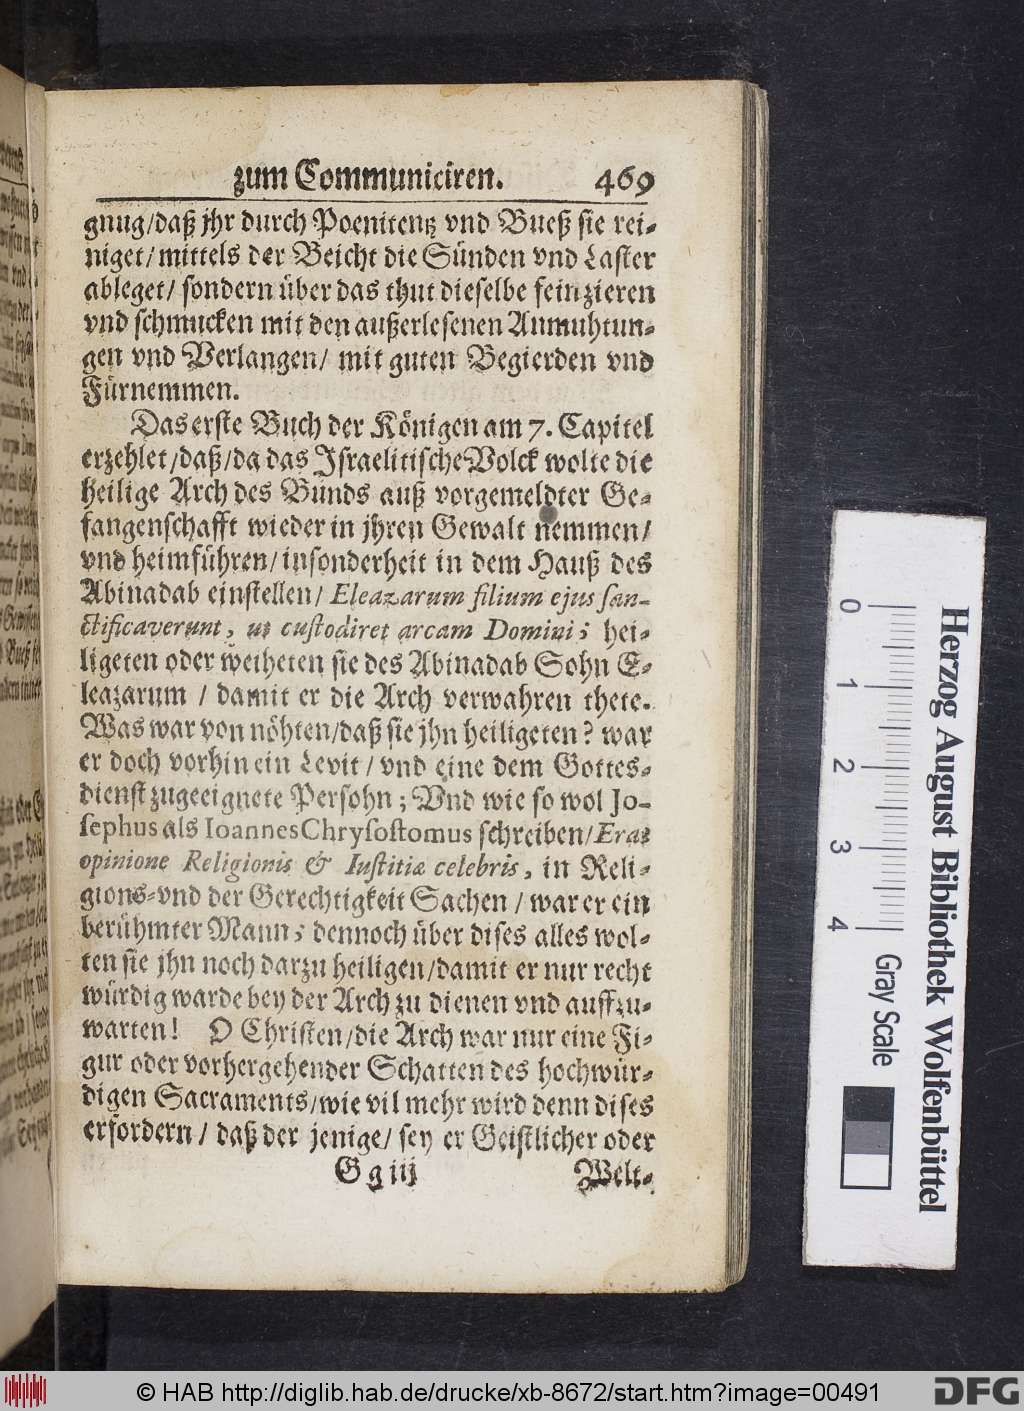 zum Communiciren. 469
gnug/daß jhr durch Poenitentz vnd Bueß sie rei-
niget/ mittels der Beicht die Sünden vnd Laster
ableget/ sondern über das thut dieselbe fein zieren
vnd schmucken mit den außerlesenen Anmuhtun-
gen vnd Verlangen/ mit guten Begierden vnd
Fürnemmen.
Das erste Buch der Königen am 7. Capitel
erzehlet/daß/da das Israelitische Volck wolte die
heilige Arch des Bunds auß vorgemeldter Ge-
fangenschafft wieder in jhren Gewalt nemmen/
vnd heimführen/ insonderheit in dem Hauß des
Abinadab einstellen/ Eleazarum filium ejus san-
ctificaverunt, ut custodiret arcam Domini; hei-
ligeten oder weiheten sie des Abinadab Sohn E-
leazarum / damit er die Arch verwahren thete.
Was war von nöhten/daß sie jhn heiligeten? war
er doch vorhin ein Levit / vnd eine dem Gottes-
dienst zugeeignete Persohn; Vnd wie so wol Jo-
sephus als Ioannes Chrysostomus schreiben/ Erat
opinione Religionis & Iustitiæ celebris, in Reli-
gions-vnd der Gerechtigkeit Sachen / war er ein
berühmter Mann; dennoch über dises alles wol-
ten sie jhn noch darzu heiligen/damit er nur recht
würdig warde bey der Arch zu dienen vnd auffzu-
warten! O Christen/die Arch war nur eine Fi-
gur oder vorhergehender Schatten des hochwür-
digen Sacraments/wie vil mehr wird denn dises
erfordern / daß der jenige/ sey er Geistlicher oder
G g iij Welt-
Herzog August Bibliothek Wolfenbüttel
0 1 2 3 4 Gray Scale
© HAB http://diglib.hab.de/drucke/xb-8672/start.htm?image=00491
DFG